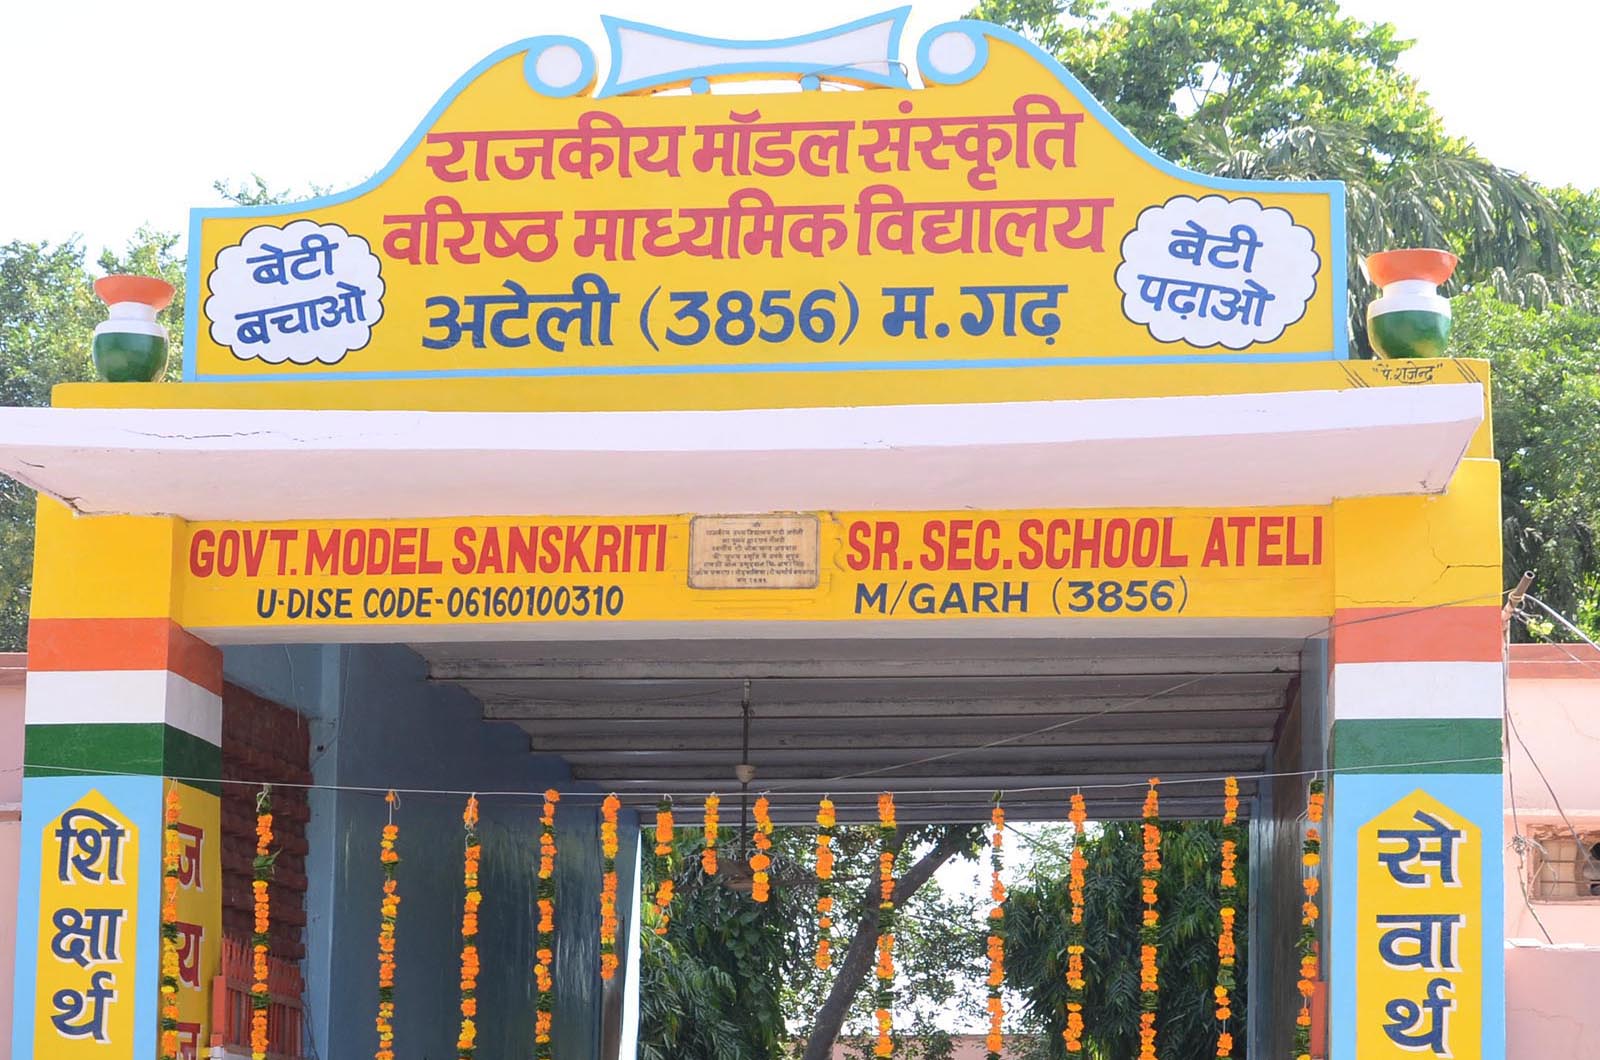 राजकीय मॉडल संस्कृति
वरिष्ठ माध्यमिक विद्यालय
अटेली (3856) म.गढ़
बेटी
बचाओ
बेटी
पढ़ाओ
"पं. राजेन्द्र"
GOVT. MODEL SANSKRITI
U-DISE CODE-06160100310
SR. SEC. SCHOOL ATELI
M/GARH (3856)
शि
क्षा
र्थ
ज
य
ज
से
वा
र्थ